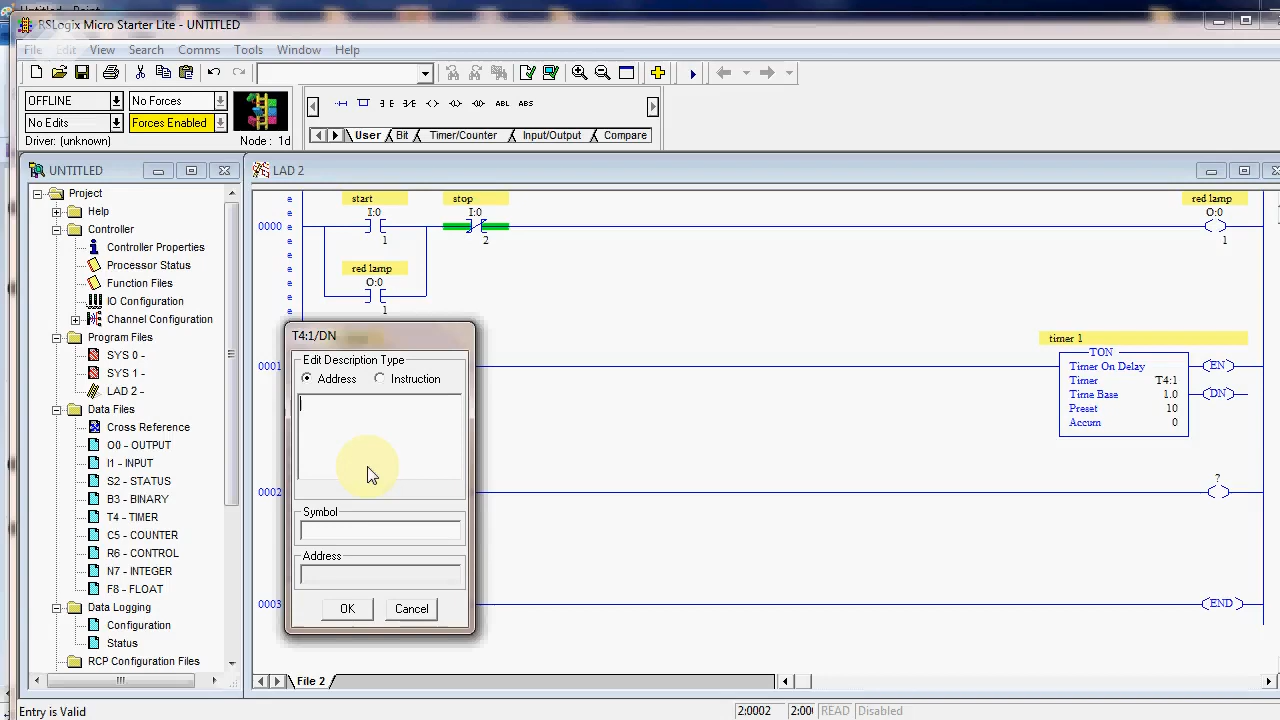 RSLogix Micro Starter Lite - UNTITLED
File Edit View Search Comms Tools Window Help
OFFLINE No Forces
No Edits Forces Enabled
Driver: (unknown) Node : 1d
ABL ABS
User Bit Timer/Counter Input/Output Compare
UNTITLED
Project
Help
Controller
Controller Properties
Processor Status
Function Files
IO Configuration
Channel Configuration
Program Files
SYS 0 -
SYS 1 -
LAD 2 -
Data Files
Cross Reference
O0 - OUTPUT
I1 - INPUT
S2 - STATUS
B3 - BINARY
T4 - TIMER
C5 - COUNTER
R6 - CONTROL
N7 - INTEGER
F8 - FLOAT
Data Logging
Configuration
Status
RCP Configuration Files
LAD 2
start stop red lamp
e I:0 I:0 O:0
0000
e 1 2 1
e
red lamp
e O:0
e
e 1
timer 1
0001
TON
Timer On Delay
Timer T4:1
Time Base 1.0
Preset 10
Accum 0
EN
DN
?
0002
0003 END
T4:1/DN
Edit Description Type
Address Instruction
Symbol
Address
OK Cancel
File 2
Entry is Valid 2:0002 2:00 READ Disabled